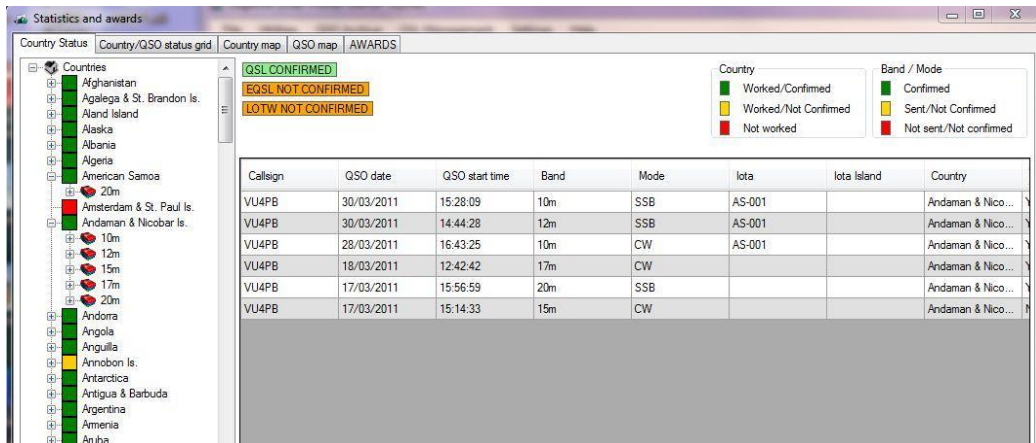 Statistics and awards
Country Status Country/QSO status grid Country map QSO map AWARDS
Countries
Afghanistan
Agalega & St. Brandon Is.
Aland Island
Alaska
Albania
Algeria
American Samoa
20m
Amsterdam & St. Paul Is.
Andaman & Nicobar Is.
10m
12m
15m
17m
20m
Andorra
Angola
Anguilla
Annobon Is.
Antarctica
Antigua & Barbuda
Argentina
Armenia
Aruba
QSL CONFIRMED
EQSL NOT CONFIRMED
LOTW NOT CONFIRMED
Country
Worked/Confirmed
Worked/Not Confirmed
Not worked
Band / Mode
Confirmed
Sent/Not Confirmed
Not sent/Not confirmed
Callsign QSO date QSO start time Band Mode Iota Iota Island Country
VU4PB 30/03/2011 15:28:09 10m SSB AS-001 Andaman & Nico... Y
VU4PB 30/03/2011 14:44:28 12m SSB AS-001 Andaman & Nico... Y
VU4PB 28/03/2011 16:43:25 10m CW AS-001 Andaman & Nico... Y
VU4PB 18/03/2011 12:42:42 17m CW Andaman & Nico... Y
VU4PB 17/03/2011 15:56:59 20m SSB Andaman & Nico... Y
VU4PB 17/03/2011 15:14:33 15m CW Andaman & Nico... N